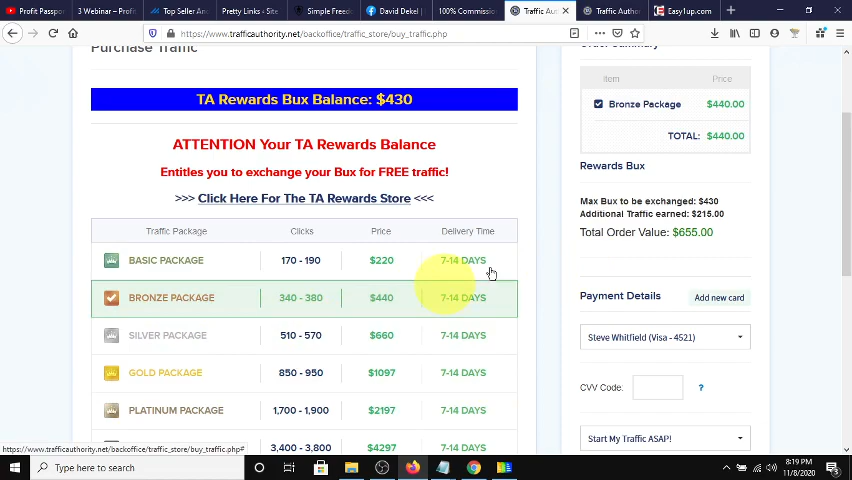 Profit Passpor
3 Webinar – Profi
Top Seller And
Pretty Links ‹ Sit
Simple Freed
David Dekel |
100% Commissio
Traffic Au
Traffic Author
Easy1up.com
https://www.trafficauthority.net/backoffice/traffic_store/buy_traffic.php
Purchase Traffic
TA Rewards Bux Balance: $430
ATTENTION Your TA Rewards Balance
Entitles you to exchange your Bux for FREE traffic!
>>> Click Here For The TA Rewards Store <<<
Traffic Package Clicks Price Delivery Time
BASIC PACKAGE 170 - 190 $220 7-14 DAYS
BRONZE PACKAGE 340 - 380 $440 7-14 DAYS
SILVER PACKAGE 510 - 570 $660 7-14 DAYS
GOLD PACKAGE 850 - 950 $1097 7-14 DAYS
PLATINUM PACKAGE 1,700 - 1,900 $2197 7-14 DAYS
3,400 - 3,800 $4297 7-14 DAYS
Order Summary
Item Price
Bronze Package $440.00
TOTAL: $440.00
Rewards Bux
Max Bux to be exchanged: $430
Additional Traffic earned: $215.00
Total Order Value: $655.00
Payment Details Add new card
Steve Whitfield (Visa - 4521)
CVV Code: ?
Start My Traffic ASAP!
https://www.trafficauthority.net/backoffice/traffic_store/buy_traffic.php#
Type here to search
8:19 PM
11/8/2020
3